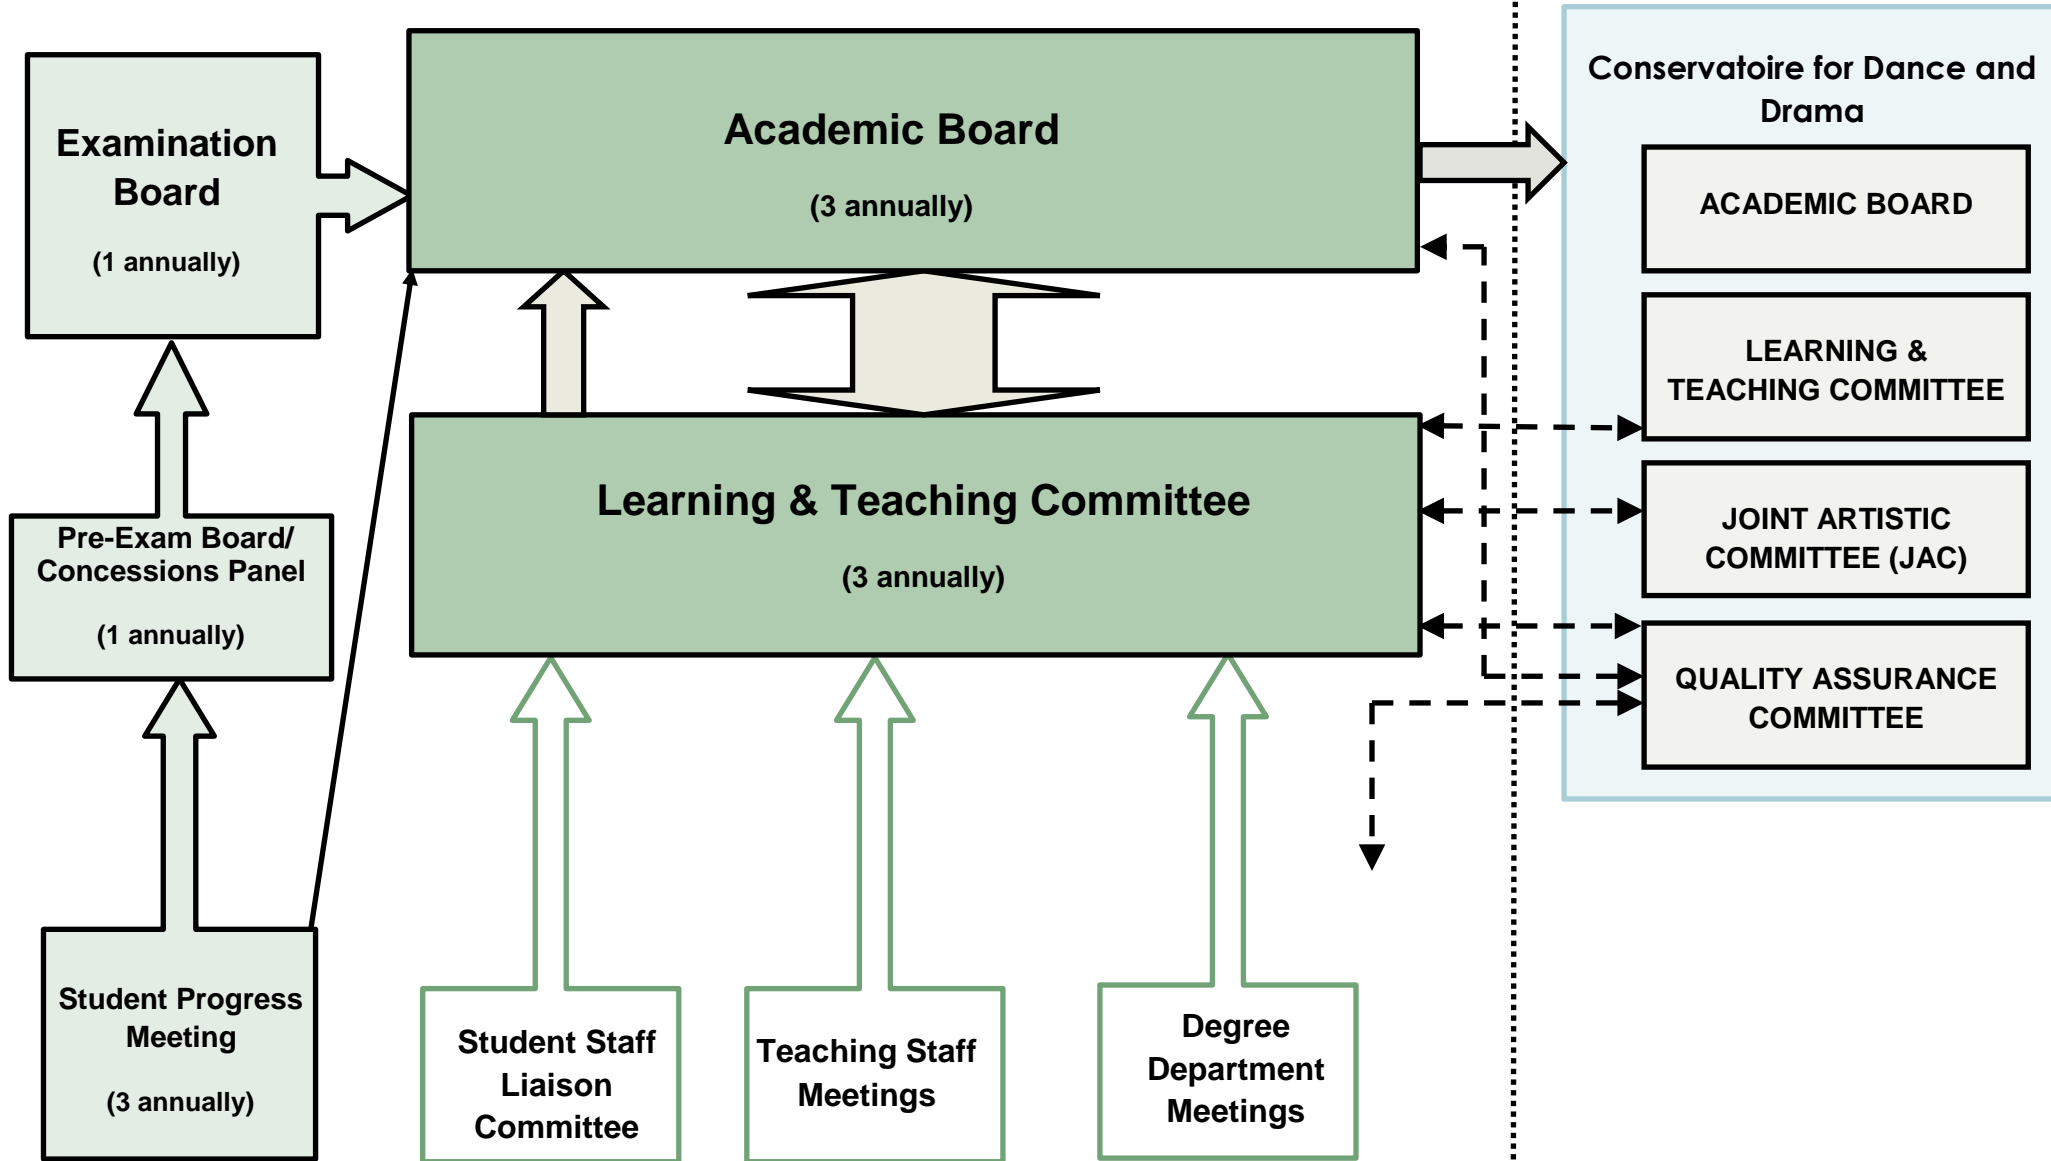 Examination
Board
(1 annually)
Academic Board
(3 annually)
Conservatoire for Dance and
Drama
ACADEMIC BOARD
LEARNING &
TEACHING COMMITTEE
JOINT ARTISTIC
COMMITTEE (JAC)
QUALITY ASSURANCE
COMMITTEE
Learning & Teaching Committee
(3 annually)
Pre-Exam Board/
Concessions Panel
(1 annually)
Student Progress
Meeting
(3 annually)
Student Staff
Liaison
Committee
Teaching Staff
Meetings
Degree
Department
Meetings